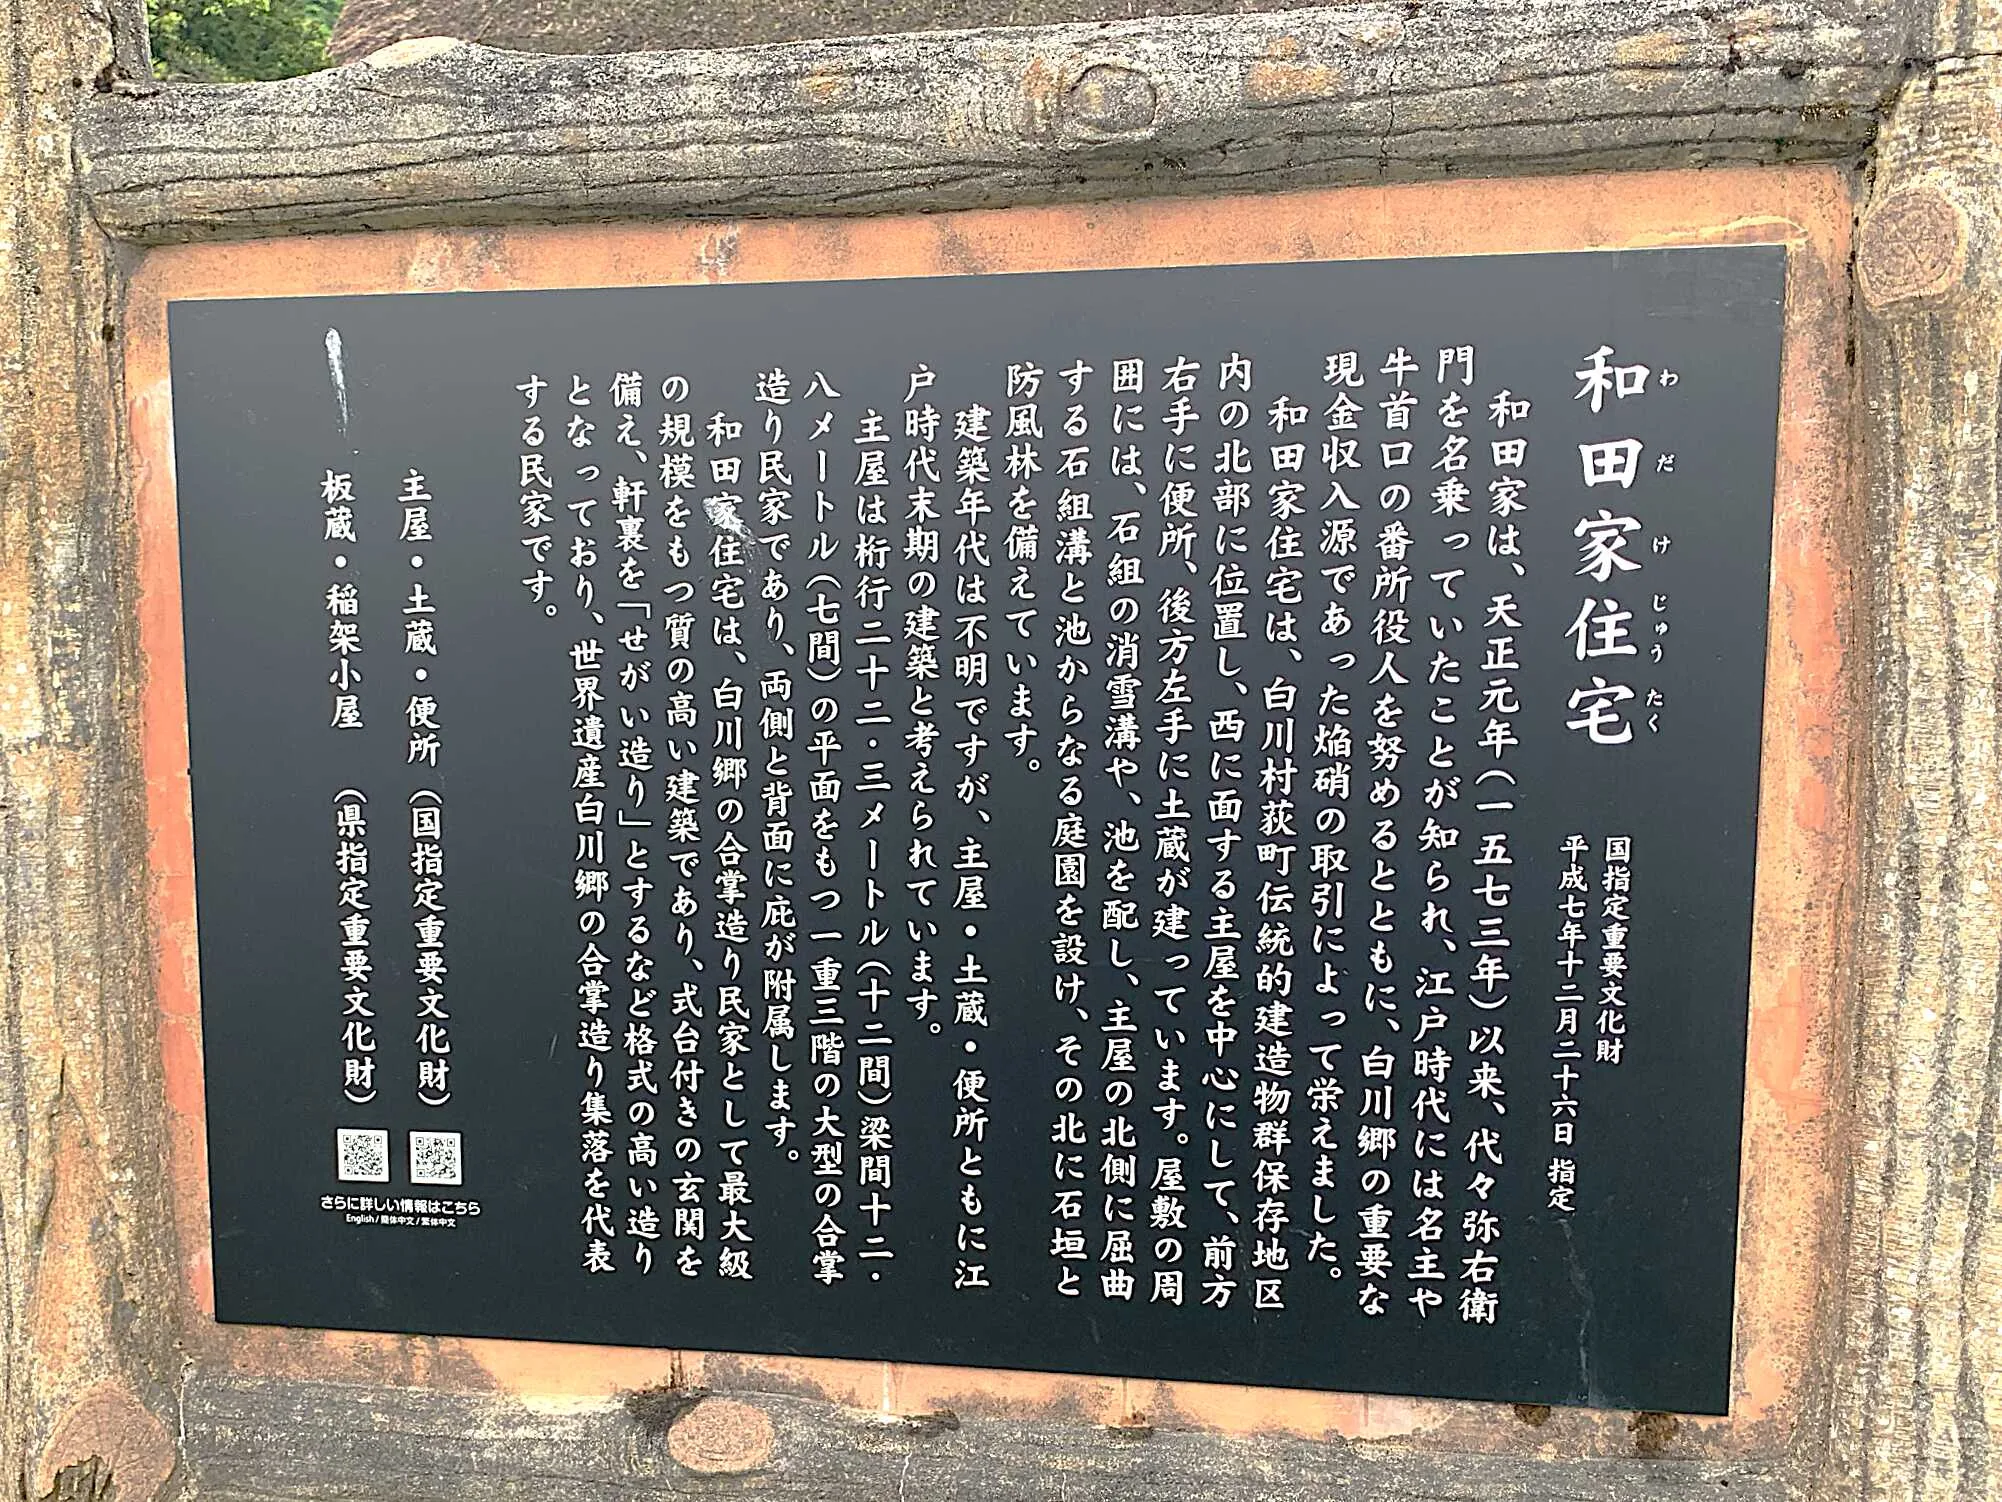 和田家住宅
わだけじゅうたく
国指定重要文化財
平成七年十二月二十六日 指定
和田家は、天正元年（一五七三年）以来、代々弥右衛
門を名乗っていたことが知られ、江戸時代には名主や
牛首口の番所役人を努めるとともに、白川郷の重要な
現金収入源であった焔硝の取引によって栄えました。
和田家住宅は、白川村荻町伝統的建造物群保存地区
内の北部に位置し、西に面する主屋を中心にして、前方
右手に便所、後方左手に土蔵が建っています。屋敷の周
囲には、石組の消雪溝や、池を配し、主屋の北側に屈曲
する石組溝と池からなる庭園を設け、その北に石垣と
防風林を備えています。
建築年代は不明ですが、主屋・土蔵・便所ともに江
戸時代末期の建築と考えられています。
主屋は桁行二十二・三メートル（十二間）梁間十二・
八メートル（七間）の平面をもつ一重三階の大型の合掌
造り民家であり、両側と背面に庇が附属します。
和田家住宅は、白川郷の合掌造り民家として最大級
の規模をもつ質の高い建築であり、式台付きの玄関を
備え、軒裏を「せがい造り」とするなど格式の高い造り
となっており、世界遺産白川郷の合掌造り集落を代表
する民家です。
主屋・土蔵・便所（国指定重要文化財）
板蔵・稲架小屋（県指定重要文化財）
さらに詳しい情報はこちら
English/簡体中文/繁体中文